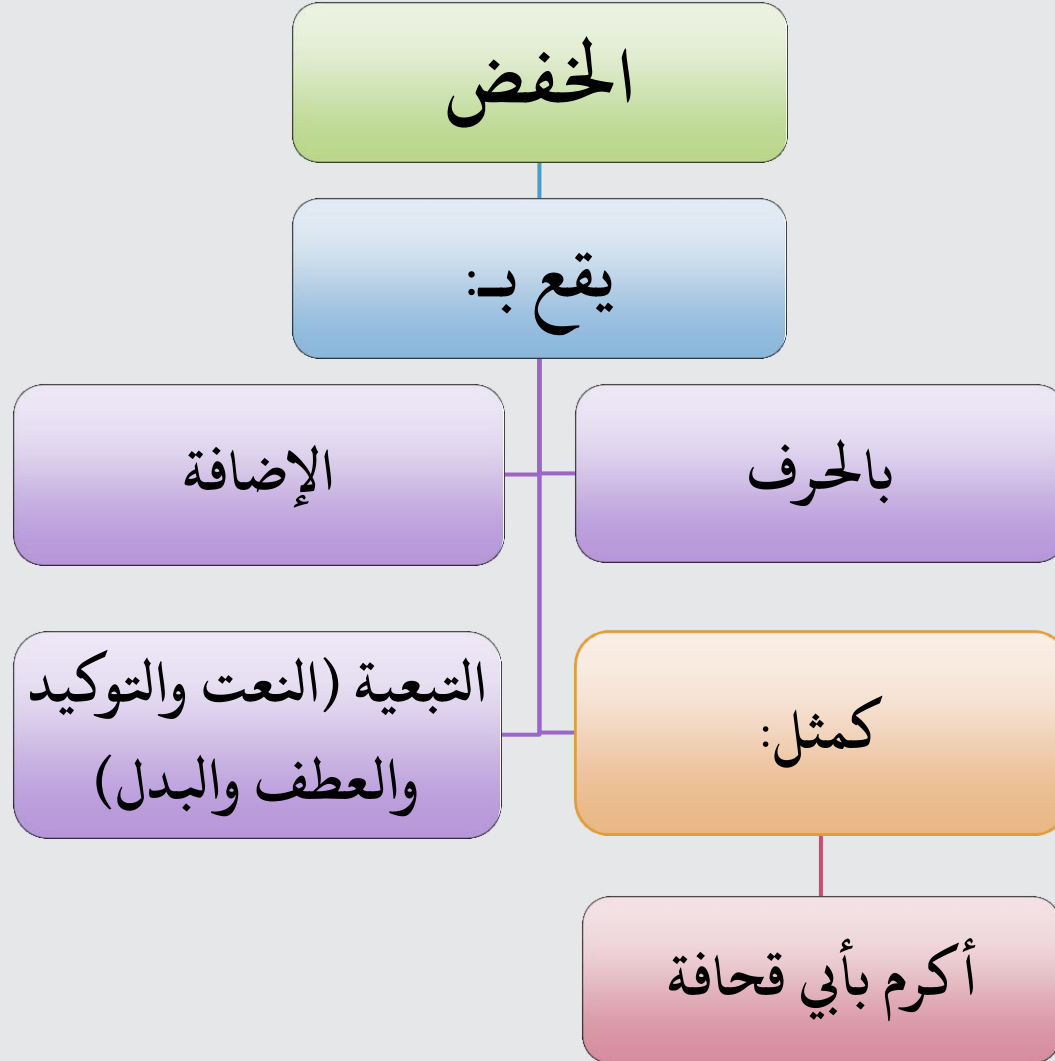 الخفض
يقع بـ:
بالحرف
الإضافة
كمثل:
التبعية (النعت والتوكيد
والعطف والبدل)
أكرم بأبي قحافة